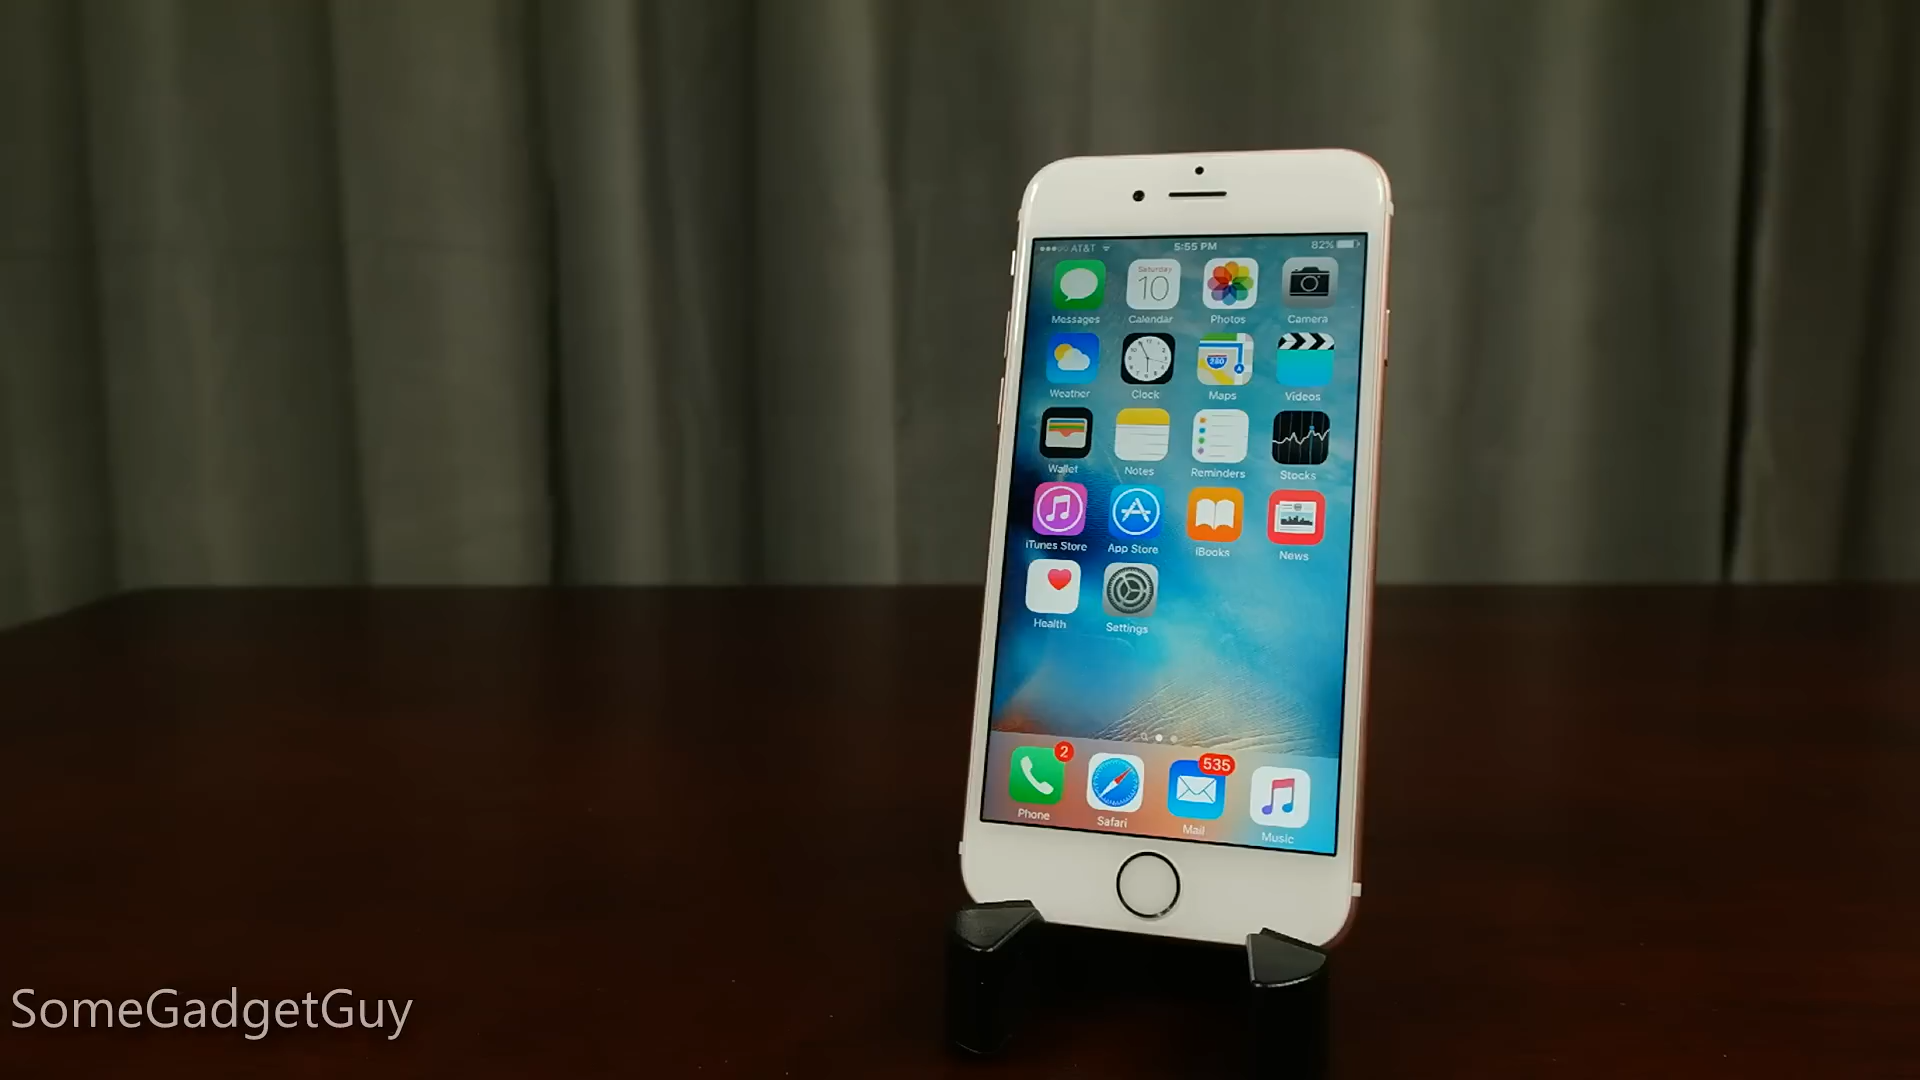 AT&T 5:55 PM 82%
Saturday
10
Messages Calendar Photos Camera
280
Weather Clock Maps Videos
Wallet Notes Reminders Stocks
iTunes Store App Store iBooks News
Health Settings
2 535
Phone Safari Mail Music
SomeGadgetGuy